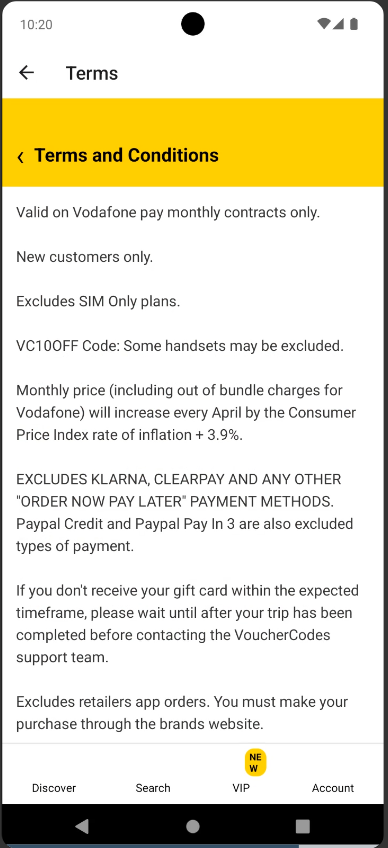 10:20
Terms
‹ Terms and Conditions
Valid on Vodafone pay monthly contracts only.
New customers only.
Excludes SIM Only plans.
VC10OFF Code: Some handsets may be excluded.
Monthly price (including out of bundle charges for
Vodafone) will increase every April by the Consumer
Price Index rate of inflation + 3.9%.
EXCLUDES KLARNA, CLEARPAY AND ANY OTHER
"ORDER NOW PAY LATER" PAYMENT METHODS.
Paypal Credit and Paypal Pay In 3 are also excluded
types of payment.
If you don't receive your gift card within the expected
timeframe, please wait until after your trip has been
completed before contacting the VoucherCodes
support team.
Excludes retailers app orders. You must make your
purchase through the brands website.
NE
W
Discover Search VIP Account